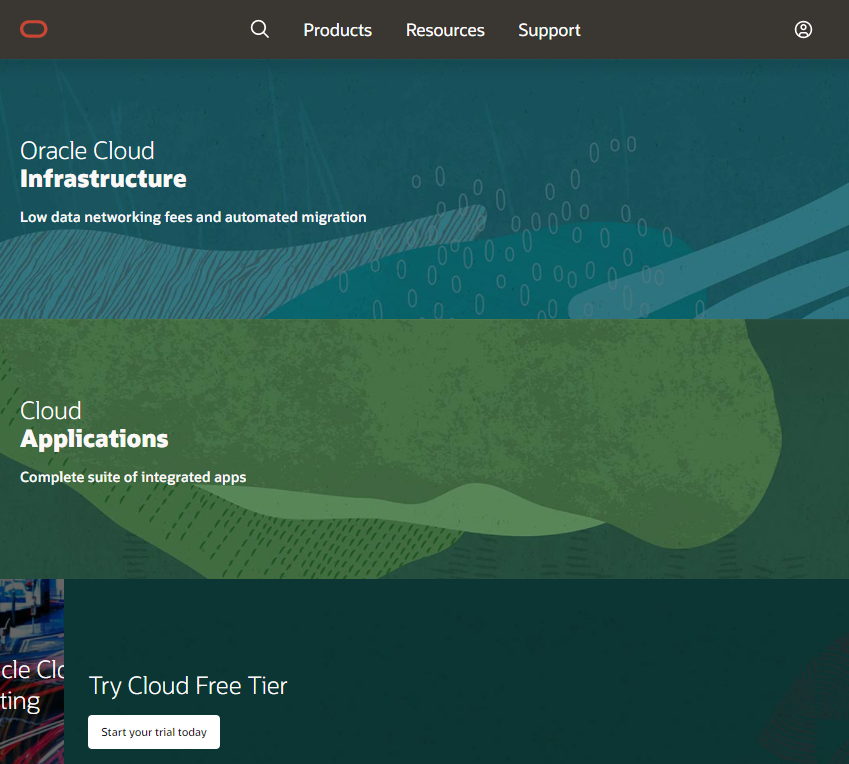 Products Resources Support
Oracle Cloud
Infrastructure
Low data networking fees and automated migration
Cloud
Applications
Complete suite of integrated apps
Try Cloud Free Tier
Start your trial today